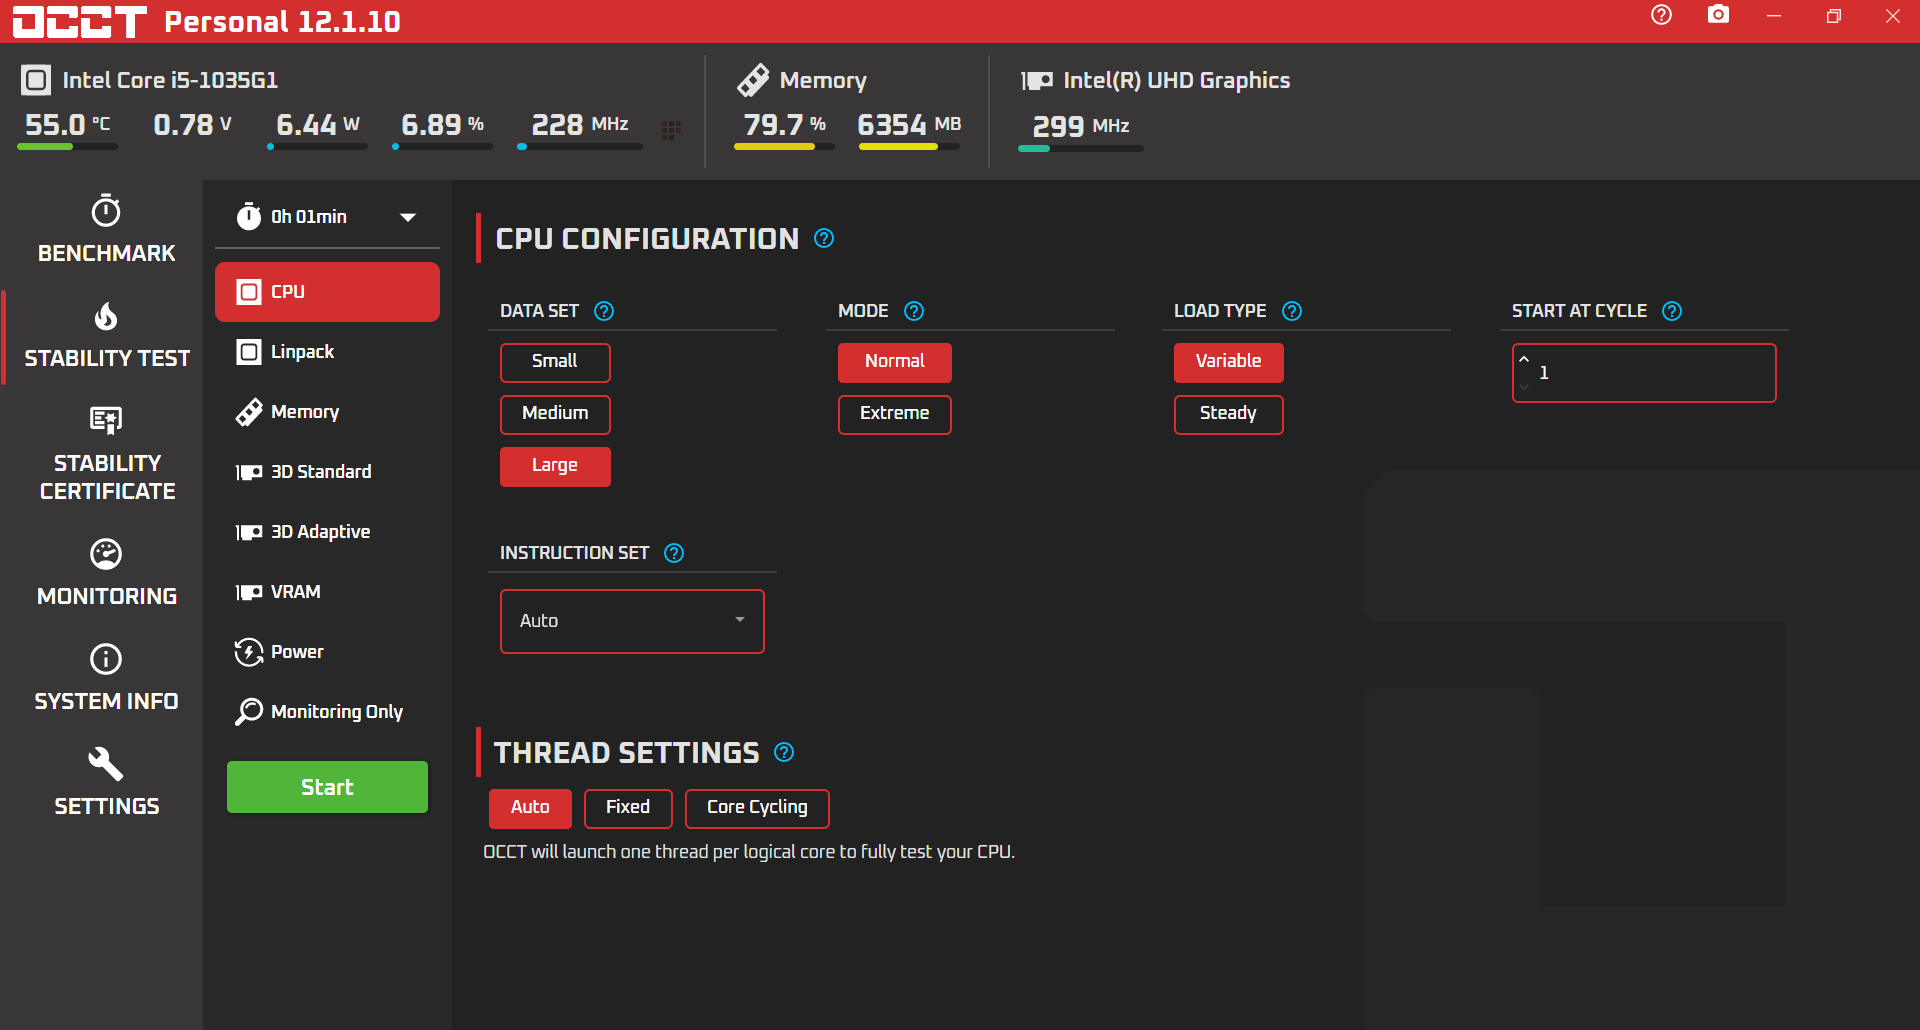 OCCT Personal 12.1.10
Intel Core i5-1035G1
55.0 °C 0.78 V 6.44 W 6.89 % 228 MHz
Memory
79.7 % 6354 MB
Intel(R) UHD Graphics
299 MHz
BENCHMARK
STABILITY TEST
STABILITY
CERTIFICATE
MONITORING
SYSTEM INFO
SETTINGS
0h 01min
CPU
Linpack
Memory
3D Standard
3D Adaptive
VRAM
Power
Monitoring Only
Start
CPU CONFIGURATION
DATA SET
Small
Medium
Large
MODE
Normal
Extreme
LOAD TYPE
Variable
Steady
START AT CYCLE
1
INSTRUCTION SET
Auto
THREAD SETTINGS
Auto Fixed Core Cycling
OCCT will launch one thread per logical core to fully test your CPU.